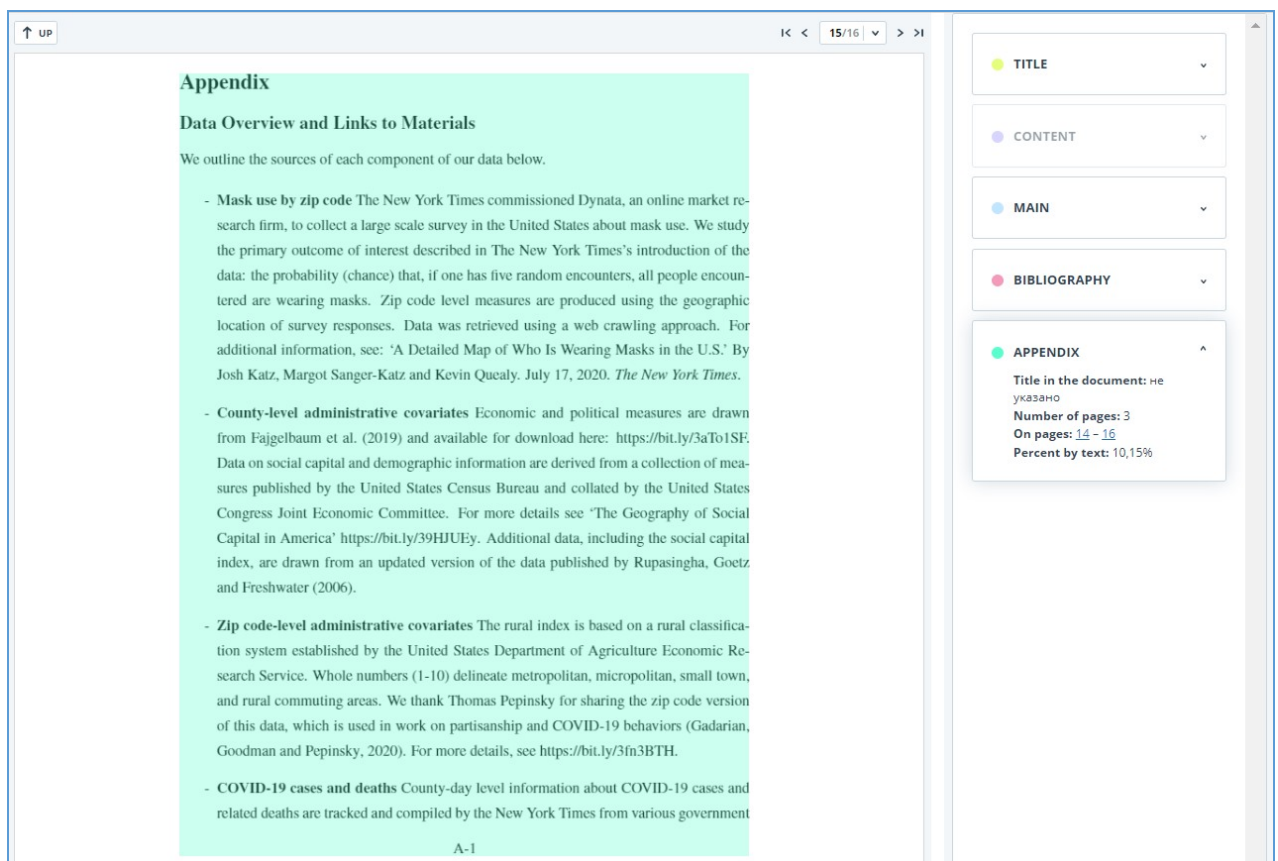 UP
15/16
Appendix
Data Overview and Links to Materials
We outline the sources of each component of our data below.
- Mask use by zip code The New York Times commissioned Dynata, an online market re-
search firm, to collect a large scale survey in the United States about mask use. We study
the primary outcome of interest described in The New York Times's introduction of the
data: the probability (chance) that, if one has five random encounters, all people encoun-
tered are wearing masks. Zip code level measures are produced using the geographic
location of survey responses. Data was retrieved using a web crawling approach. For
additional information, see: ‘A Detailed Map of Who Is Wearing Masks in the U.S.’ By
Josh Katz, Margot Sanger-Katz and Kevin Quealy. July 17, 2020. The New York Times.
- County-level administrative covariates Economic and political measures are drawn
from Fajgelbaum et al. (2019) and available for download here: https://bit.ly/3aTo1SF.
Data on social capital and demographic information are derived from a collection of mea-
sures published by the United States Census Bureau and collated by the United States
Congress Joint Economic Committee. For more details see ‘The Geography of Social
Capital in America’ https://bit.ly/39HJUEy. Additional data, including the social capital
index, are drawn from an updated version of the data published by Rupasingha, Goetz
and Freshwater (2006).
- Zip code-level administrative covariates The rural index is based on a rural classifica-
tion system established by the United States Department of Agriculture Economic Re-
search Service. Whole numbers (1-10) delineate metropolitan, micropolitan, small town,
and rural commuting areas. We thank Thomas Pepinsky for sharing the zip code version
of this data, which is used in work on partisanship and COVID-19 behaviors (Gadarian,
Goodman and Pepinsky, 2020). For more details, see https://bit.ly/3fn3BTH.
- COVID-19 cases and deaths County-day level information about COVID-19 cases and
related deaths are tracked and compiled by the New York Times from various government
A-1
TITLE
CONTENT
MAIN
BIBLIOGRAPHY
APPENDIX
Title in the document: не
указано
Number of pages: 3
On pages: 14 – 16
Percent by text: 10,15%